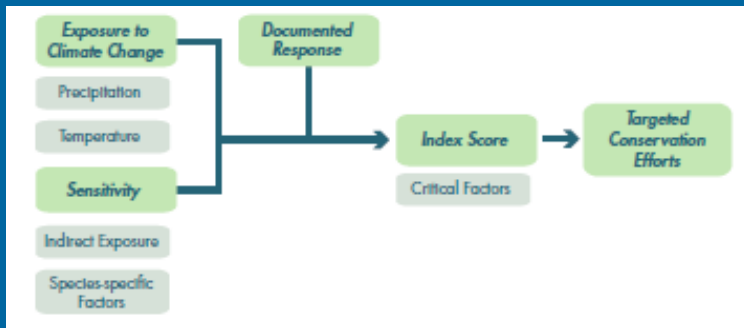 Exposure to
Climate Change
Documented
Response
Precipitation
Temperature
Index Score
Targeted
Conservation
Efforts
Sensitivity
Critical Factors
Indirect Exposure
Species-specific
Factors